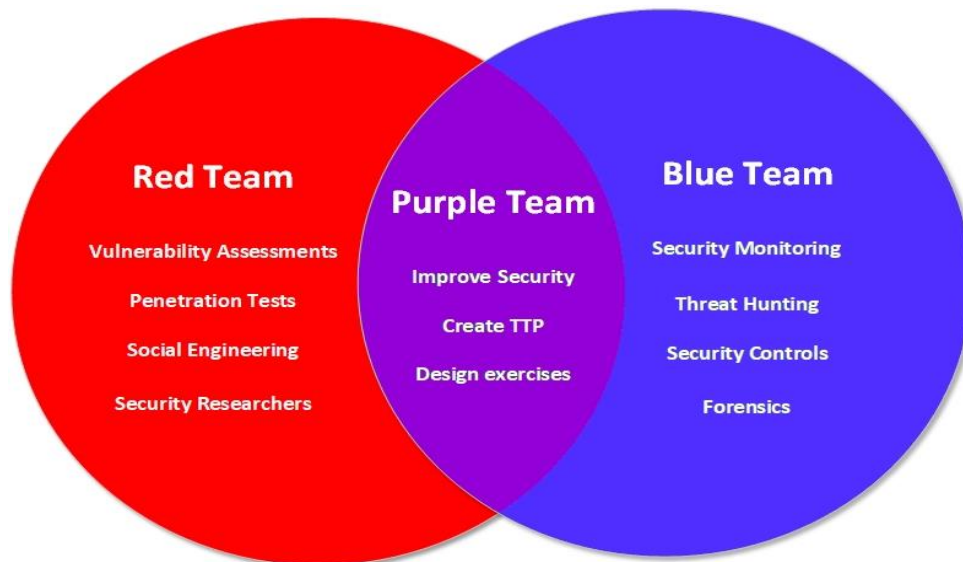 Red Team
Vulnerability Assessments
Penetration Tests
Social Engineering
Security Researchers
Purple Team
Improve Security
Create TTP
Design exercises
Blue Team
Security Monitoring
Threat Hunting
Security Controls
Forensics